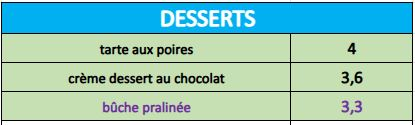 DESSERTS
tarte aux poires 4
crème dessert au chocolat 3,6
bûche pralinée 3,3